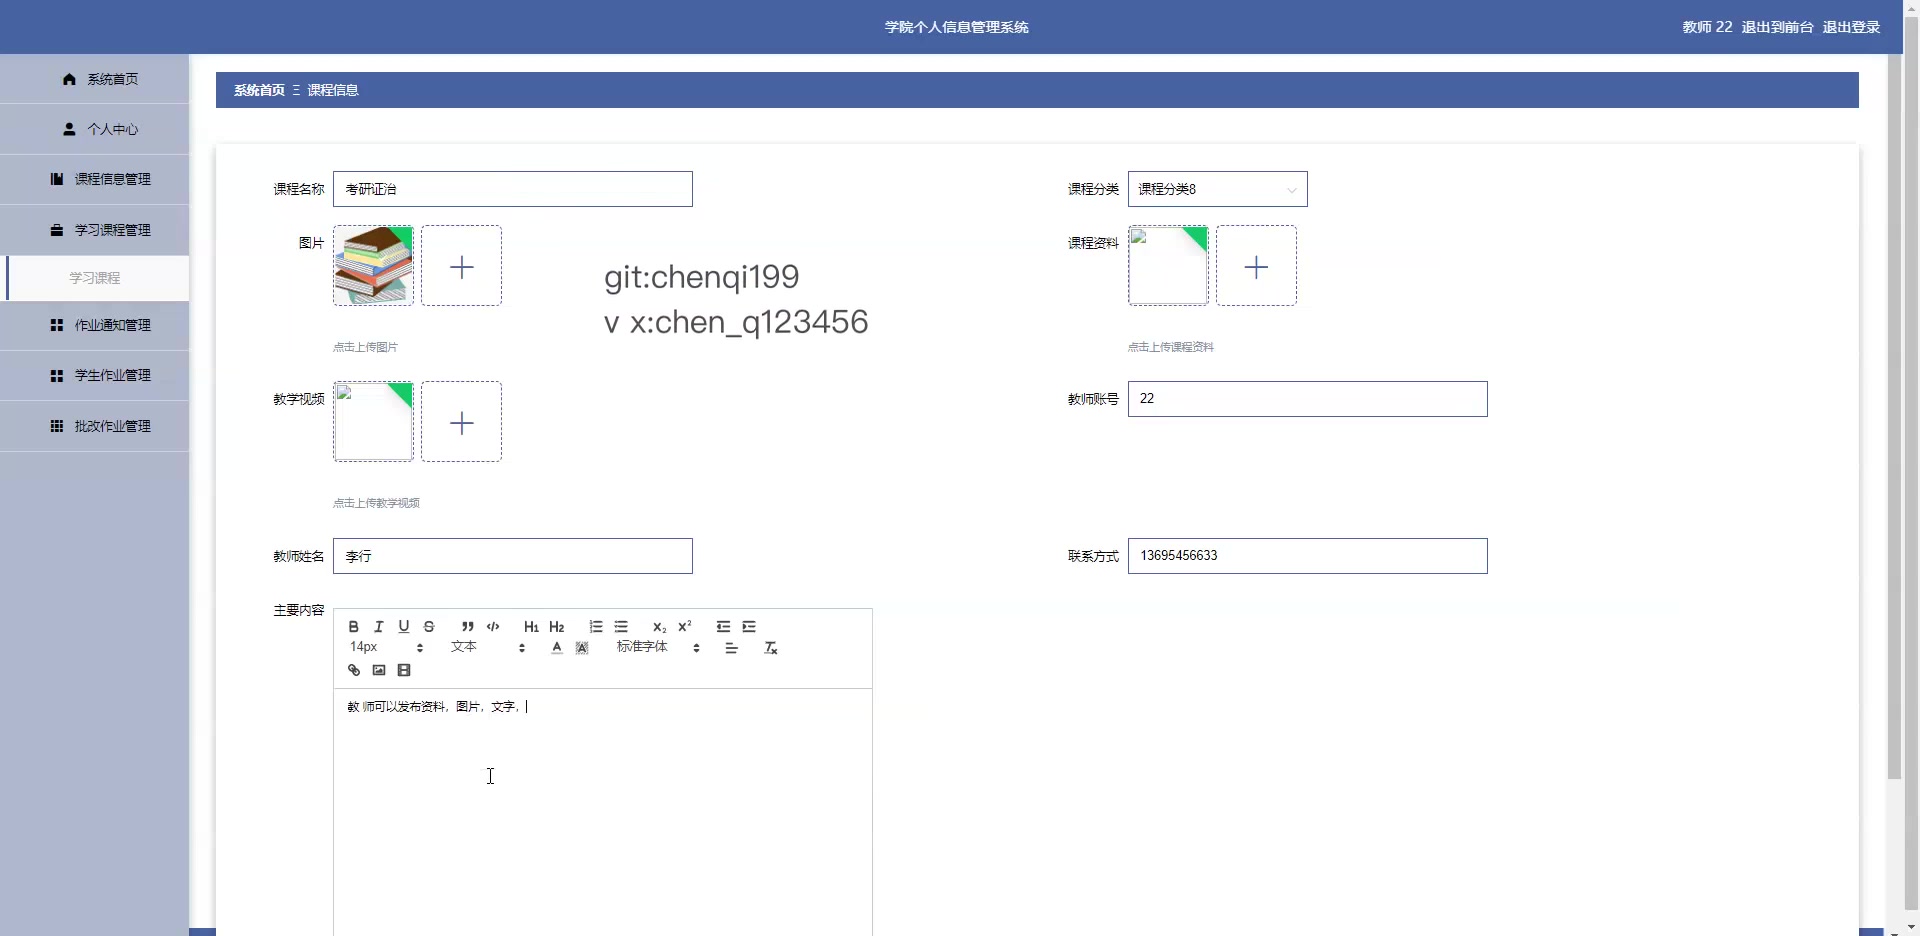 学院个人信息管理系统
教师 22 退出到前台 退出登录
系统首页
个人中心
课程信息管理
学习课程管理
学习课程
作业通知管理
学生作业管理
批改作业管理
系统首页 Ξ 课程信息
课程名称 考研证治
课程分类 课程分类8
图片
课程资料
git:chenqi199
v x:chen_q123456
点击上传图片
点击上传课程资料
教学视频
教师账号 22
点击上传教学视频
教师姓名 李行
联系方式 13695456633
主要内容
B I U S " </> H1 H2 X2 X2
14px 文本 A A 标准字体 Tx
教 师可以发布资料，图片，文字，